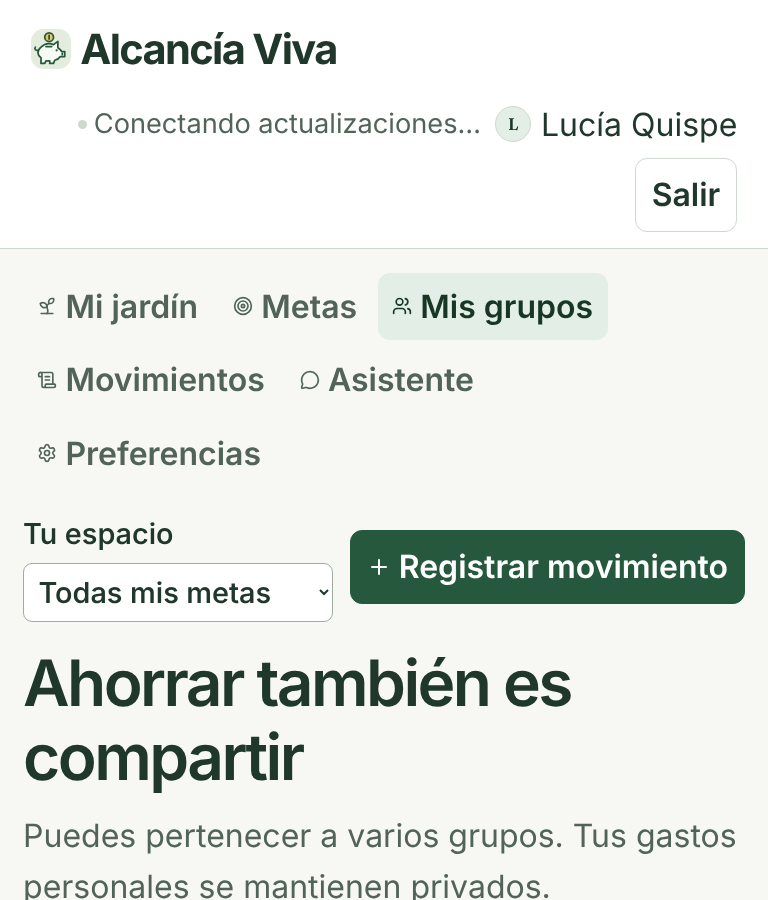 Alcancía Viva
Conectando actualizaciones...
L
Lucía Quispe
Salir
Mi jardín
Metas
Mis grupos
Movimientos
Asistente
Preferencias
Tu espacio
Todas mis metas
+ Registrar movimiento
Ahorrar también es
compartir
Puedes pertenecer a varios grupos. Tus gastos
personales se mantienen privados.